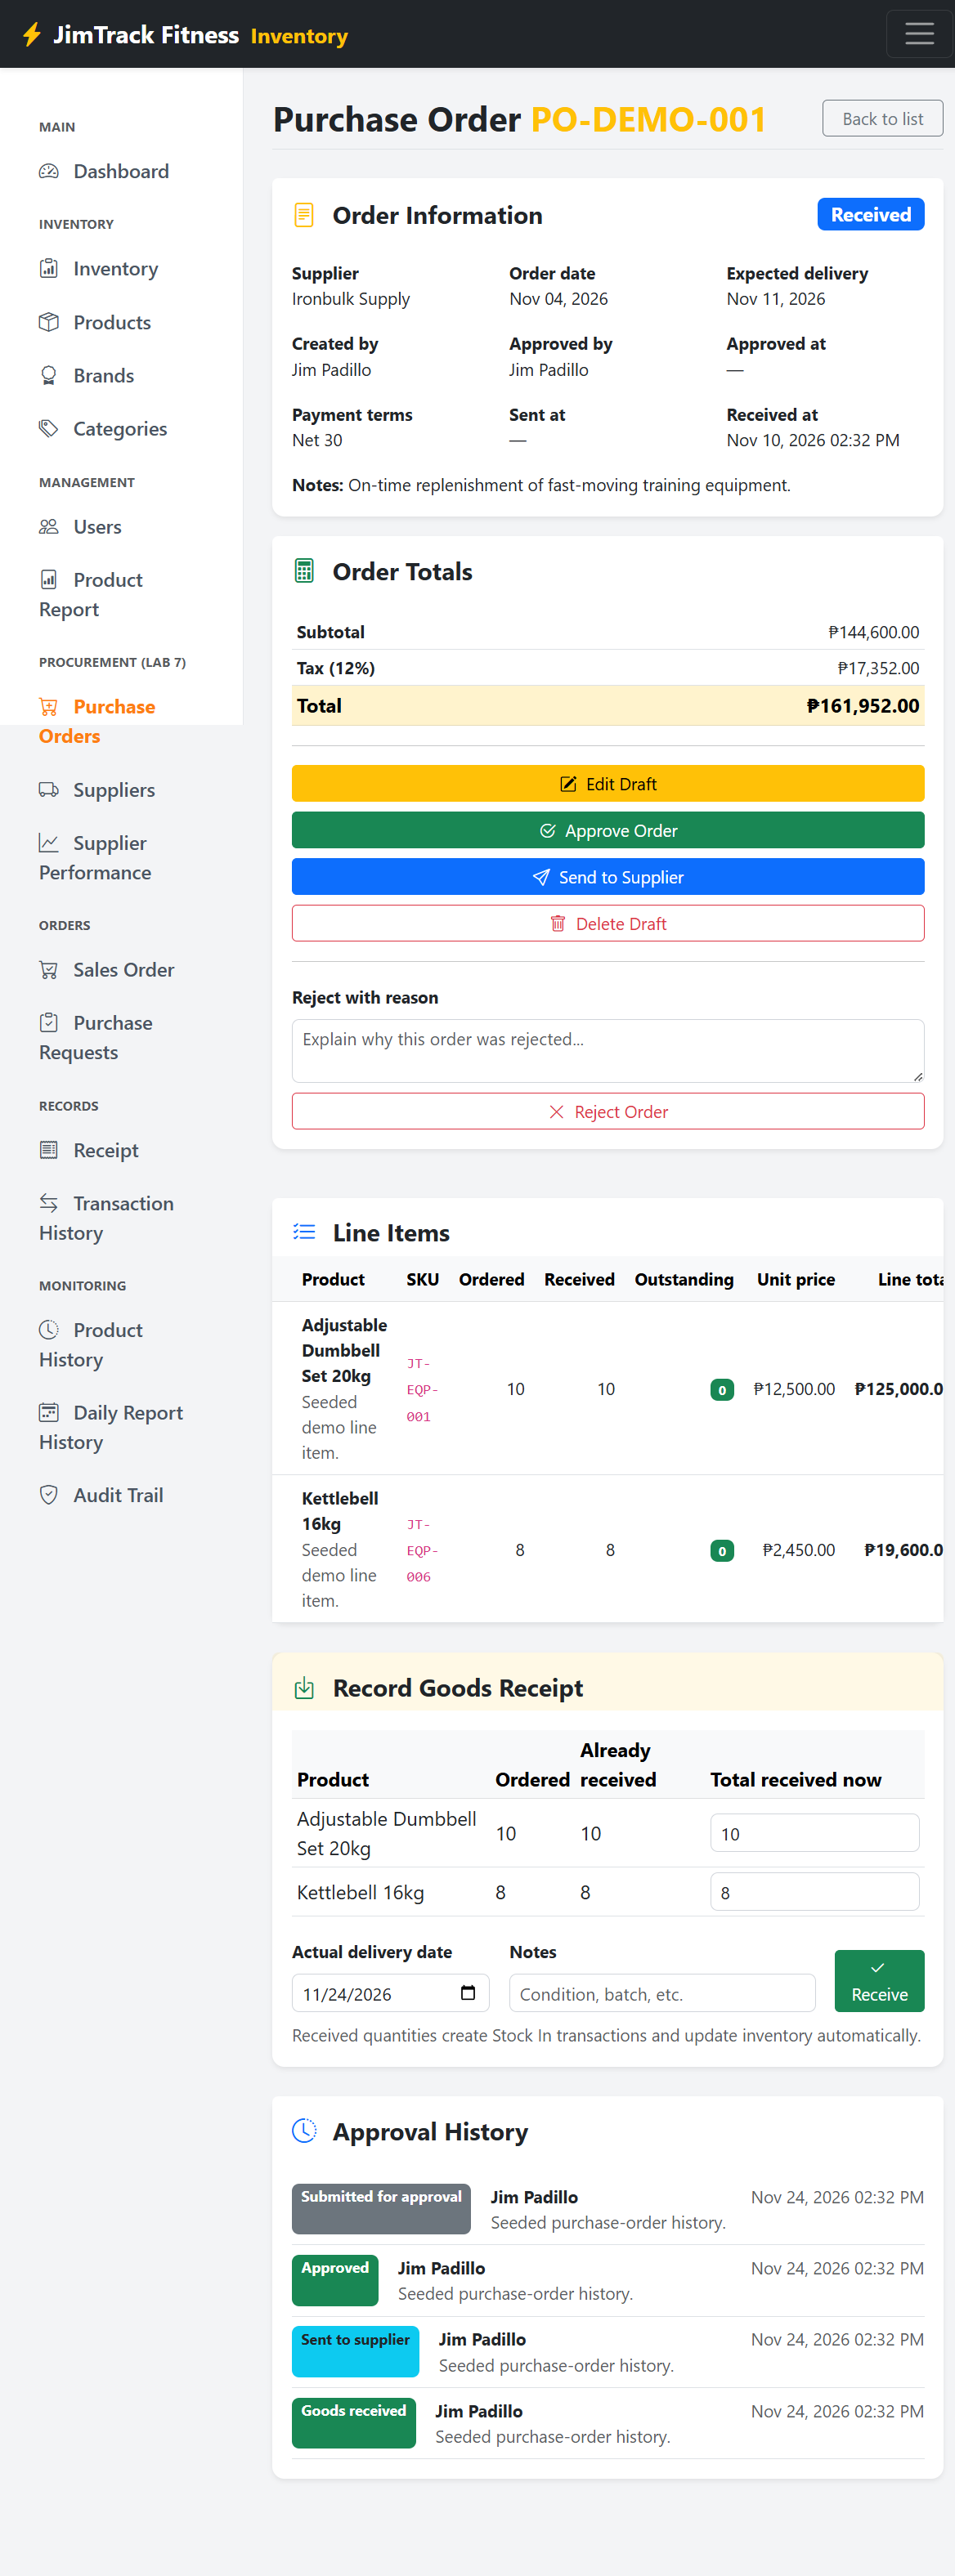 JimTrack Fitness Inventory
MAIN
Dashboard
INVENTORY
Inventory
Products
Brands
Categories
MANAGEMENT
Users
Product
Report
PROCUREMENT (LAB 7)
Purchase
Orders
Suppliers
Supplier
Performance
ORDERS
Sales Order
Purchase
Requests
RECORDS
Receipt
Transaction
History
MONITORING
Product
History
Daily Report
History
Audit Trail
Purchase Order PO-DEMO-001
Back to list
Order Information
Received
Supplier Order date Expected delivery
Ironbulk Supply Nov 04, 2026 Nov 11, 2026
Created by Approved by Approved at
Jim Padillo Jim Padillo —
Payment terms Sent at Received at
Net 30 — Nov 10, 2026 02:32 PM
Notes: On-time replenishment of fast-moving training equipment.
Order Totals
Subtotal ₱144,600.00
Tax (12%) ₱17,352.00
Total ₱161,952.00
Edit Draft
Approve Order
Send to Supplier
Delete Draft
Reject with reason
Explain why this order was rejected...
Reject Order
Line Items
Product SKU Ordered Received Outstanding Unit price Line tota
Adjustable
Dumbbell
Set 20kg
Seeded
demo line
item.
JT-
EQP-
001
10 10 0 ₱12,500.00 ₱125,000.0
Kettlebell
16kg
Seeded
demo line
item.
JT-
EQP-
006
8 8 0 ₱2,450.00 ₱19,600.0
Record Goods Receipt
Product Ordered Already
received Total received now
Adjustable Dumbbell
Set 20kg
10 10 10
Kettlebell 16kg 8 8 8
Actual delivery date Notes
11/24/2026 Condition, batch, etc.
Receive
Received quantities create Stock In transactions and update inventory automatically.
Approval History
Submitted for approval Jim Padillo Nov 24, 2026 02:32 PM
Seeded purchase-order history.
Approved Jim Padillo Nov 24, 2026 02:32 PM
Seeded purchase-order history.
Sent to supplier Jim Padillo Nov 24, 2026 02:32 PM
Seeded purchase-order history.
Goods received Jim Padillo Nov 24, 2026 02:32 PM
Seeded purchase-order history.